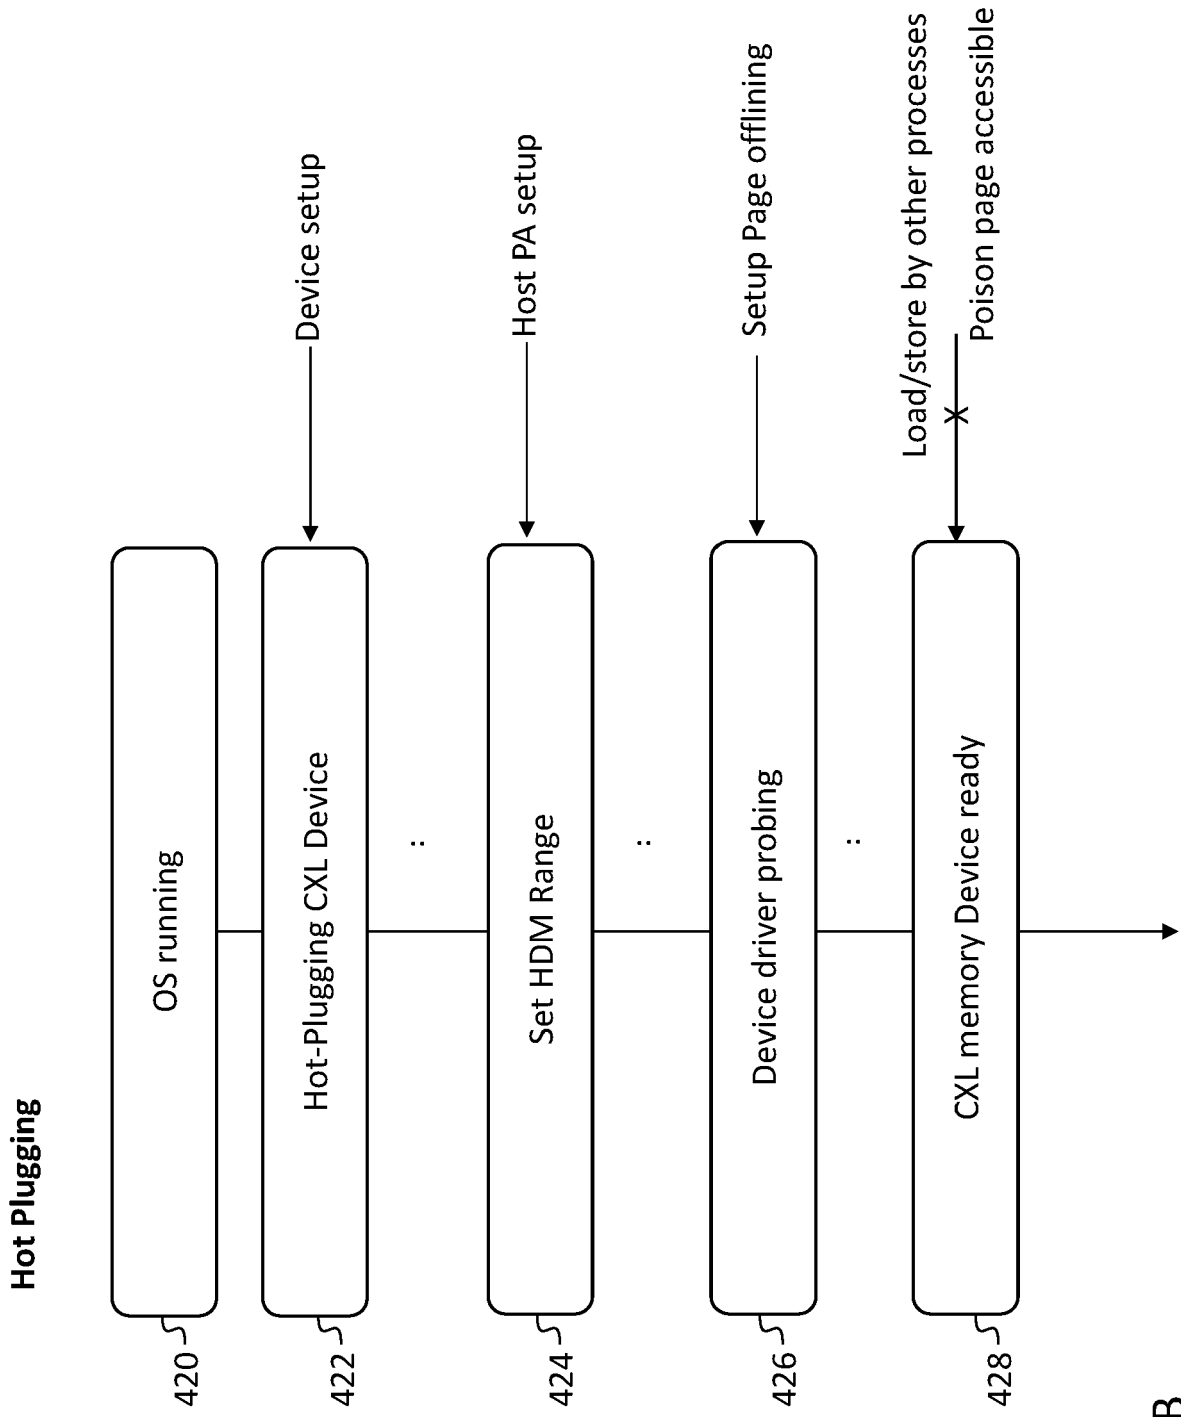 Hot Plugging
420
OS running
422
Hot-Plugging CXL Device
Device setup
:
424
Set HDM Range
Host PA setup
:
426
Device driver probing
Setup Page offlining
:
428
CXL memory Device ready
Load/store by other processes
X
Poison page accessible
B